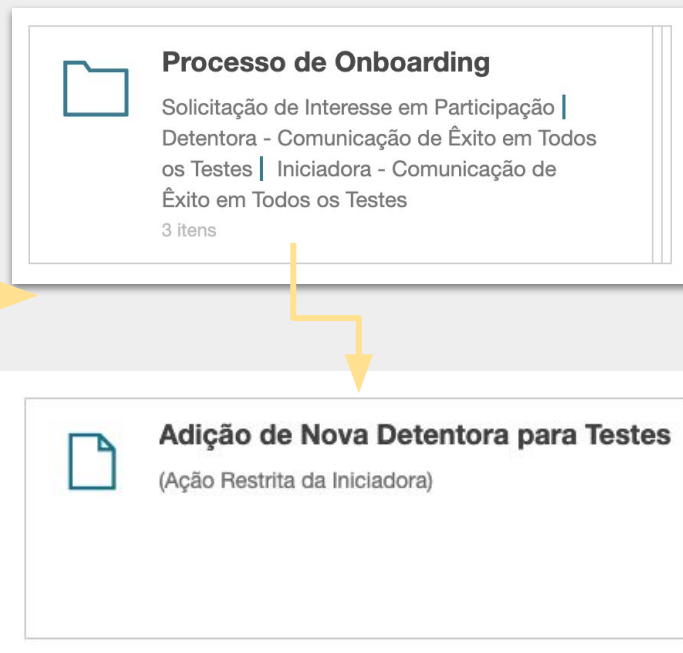 Processo de Onboarding
Solicitação de Interesse em Participação
Detentora - Comunicação de Êxito em Todos
os Testes Iniciadora - Comunicação de
Êxito em Todos os Testes
3 itens
Adição de Nova Detentora para Testes
(Ação Restrita da Iniciadora)